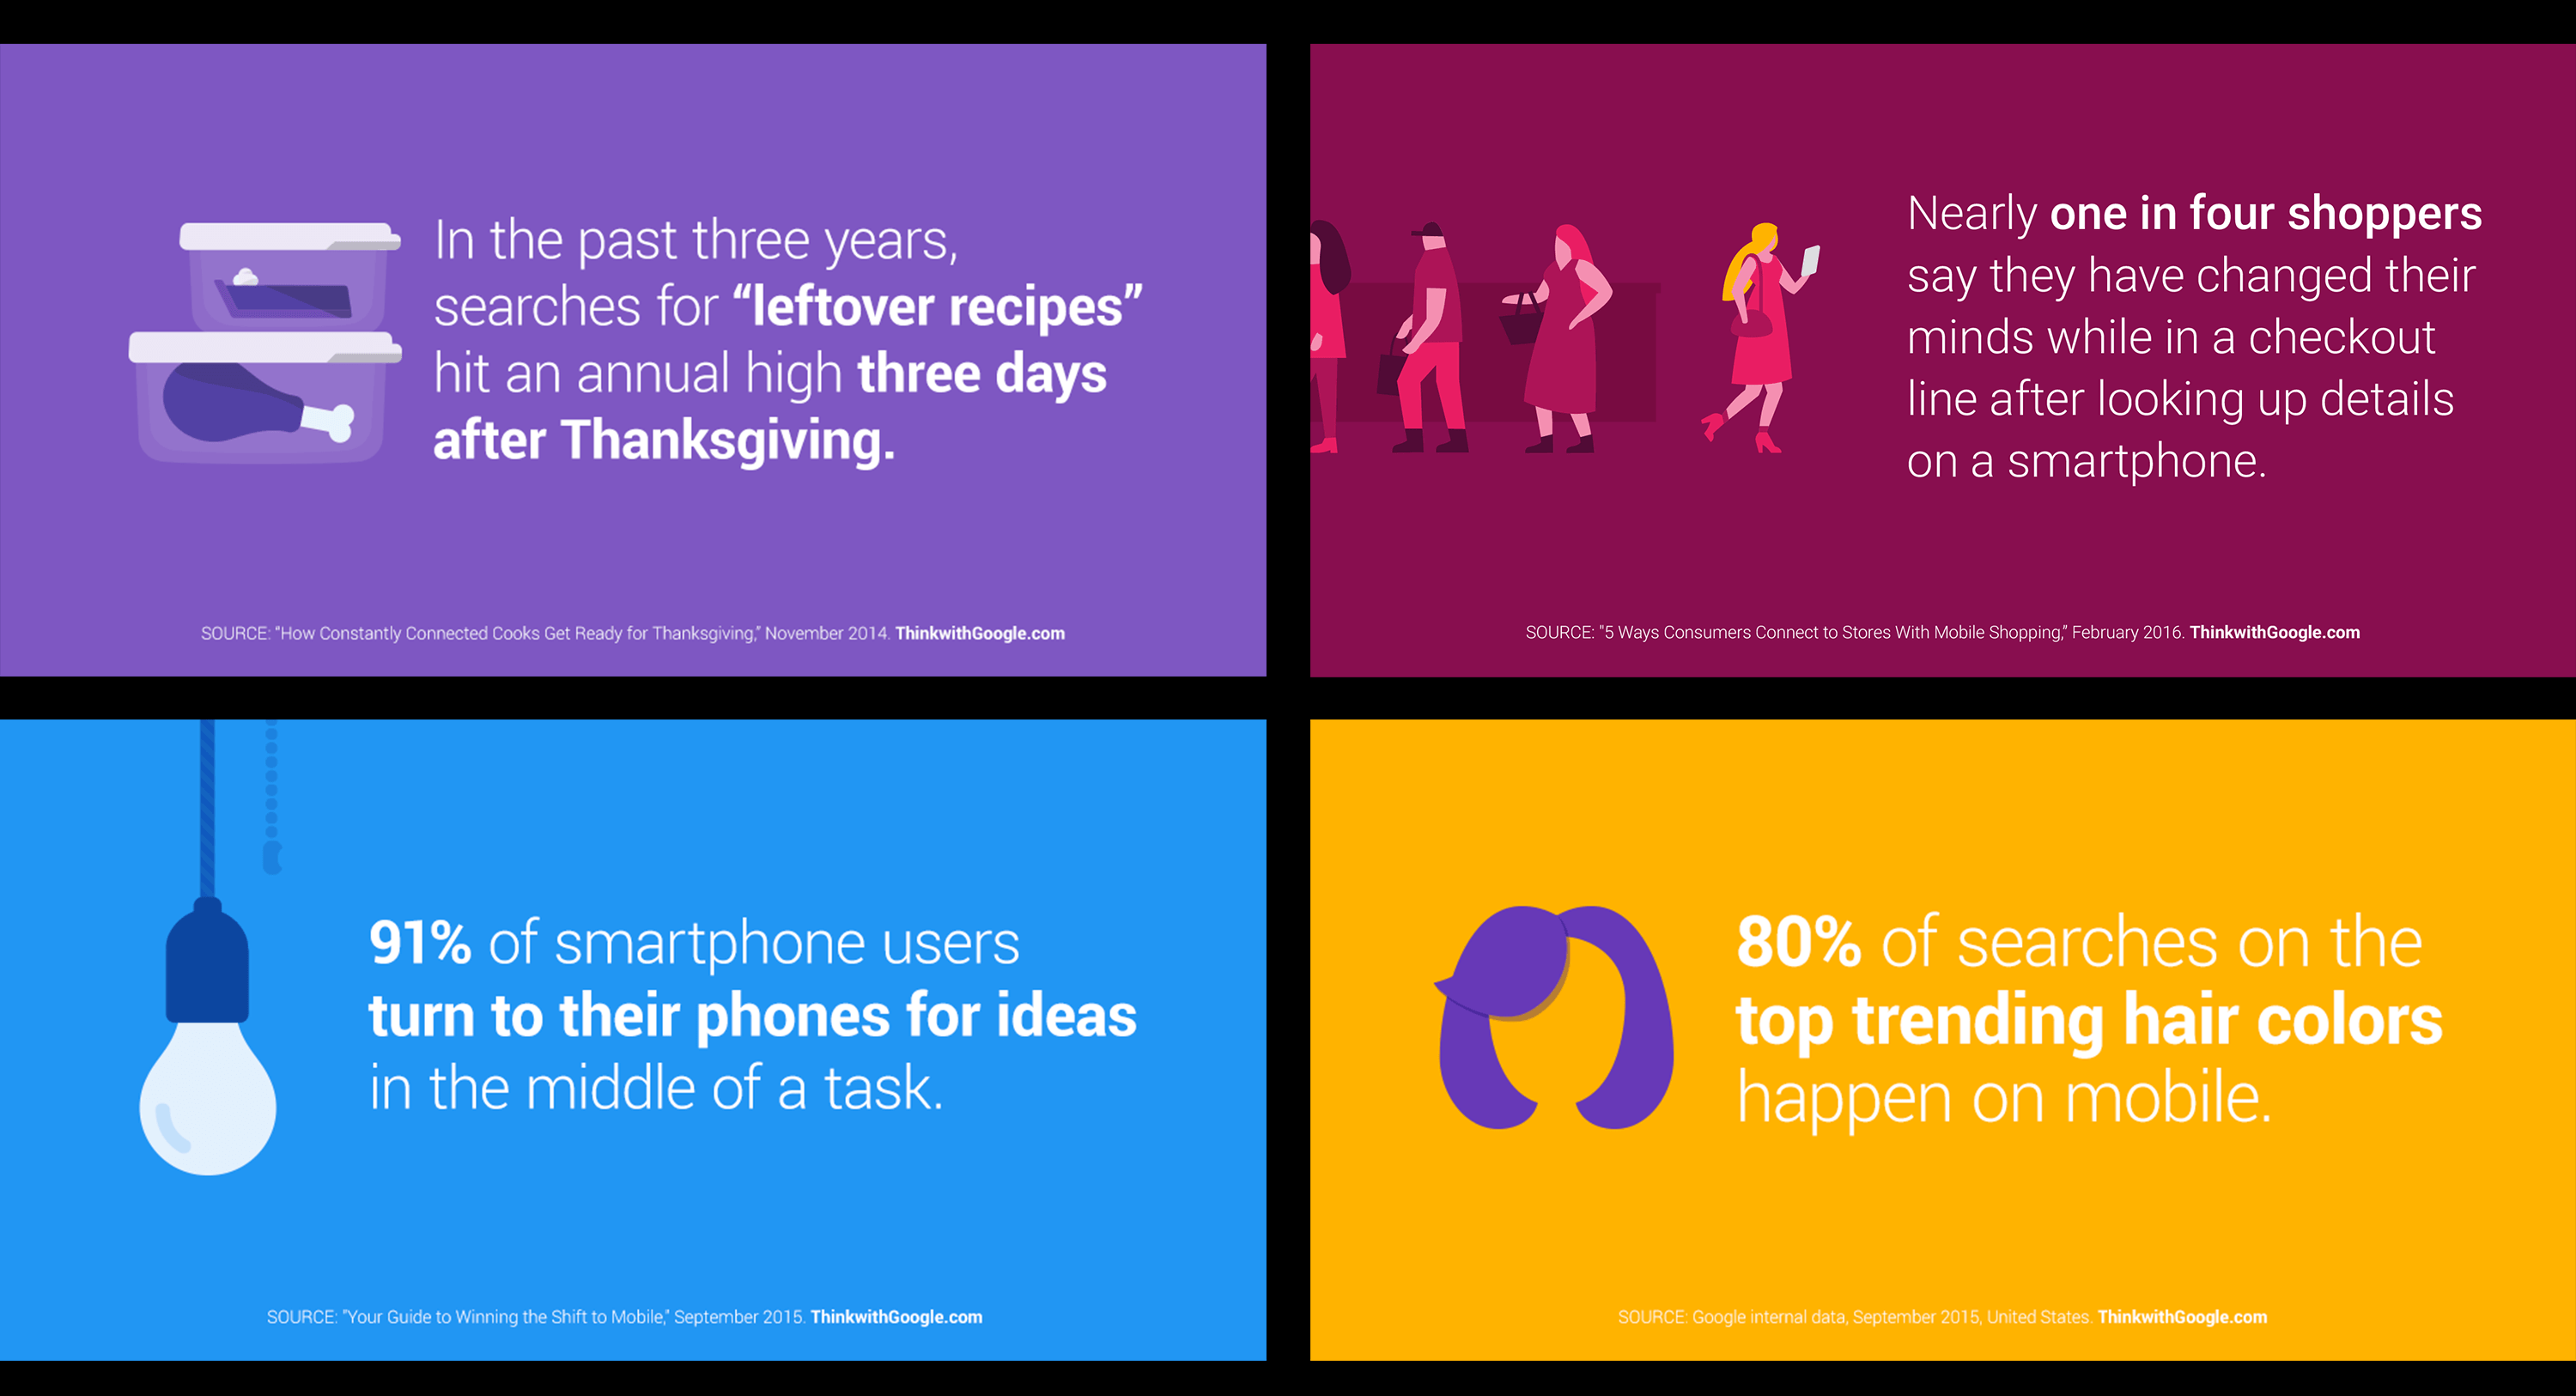 In the past three years,
searches for “leftover recipes”
hit an annual high three days
after Thanksgiving.
SOURCE: “How Constantly Connected Cooks Get Ready for Thanksgiving,” November 2014. ThinkwithGoogle.com
Nearly one in four shoppers
say they have changed their
minds while in a checkout
line after looking up details
on a smartphone.
SOURCE: "5 Ways Consumers Connect to Stores With Mobile Shopping,” February 2016. ThinkwithGoogle.com
91% of smartphone users
turn to their phones for ideas
in the middle of a task.
SOURCE: "Your Guide to Winning the Shift to Mobile," September 2015. ThinkwithGoogle.com
80% of searches on the
top trending hair colors
happen on mobile.
SOURCE: Google internal data, September 2015, United States. ThinkwithGoogle.com